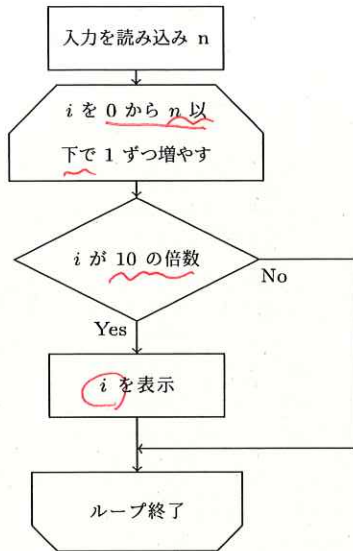 入力を読み込み n
i を 0 から n 以
下で 1 ずつ増やす
i が 10 の倍数
No
Yes
i を表示
ループ終了